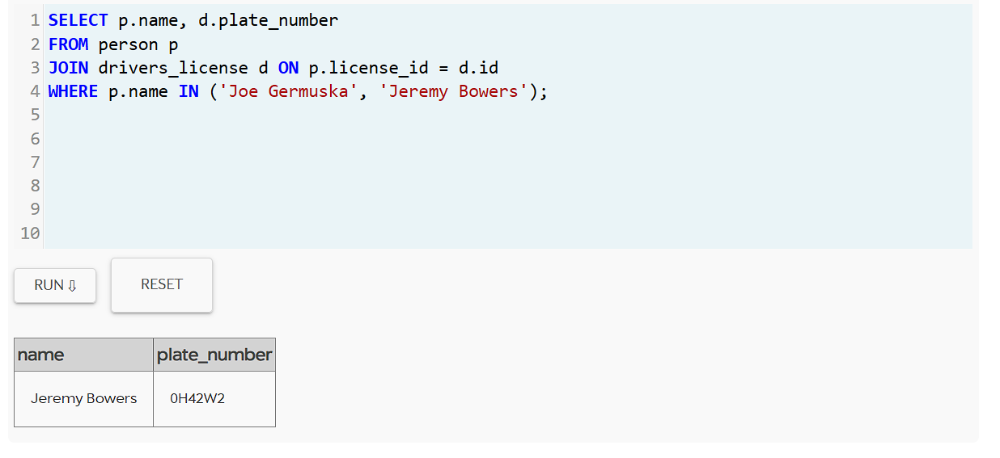 1 SELECT p.name, d.plate_number
2 FROM person p
3 JOIN drivers_license d ON p.license_id = d.id
4 WHERE p.name IN ('Joe Germuska', 'Jeremy Bowers');
5
6
7
8
9
10
RUN ⇩ RESET
name plate_number
Jeremy Bowers 0H42W2